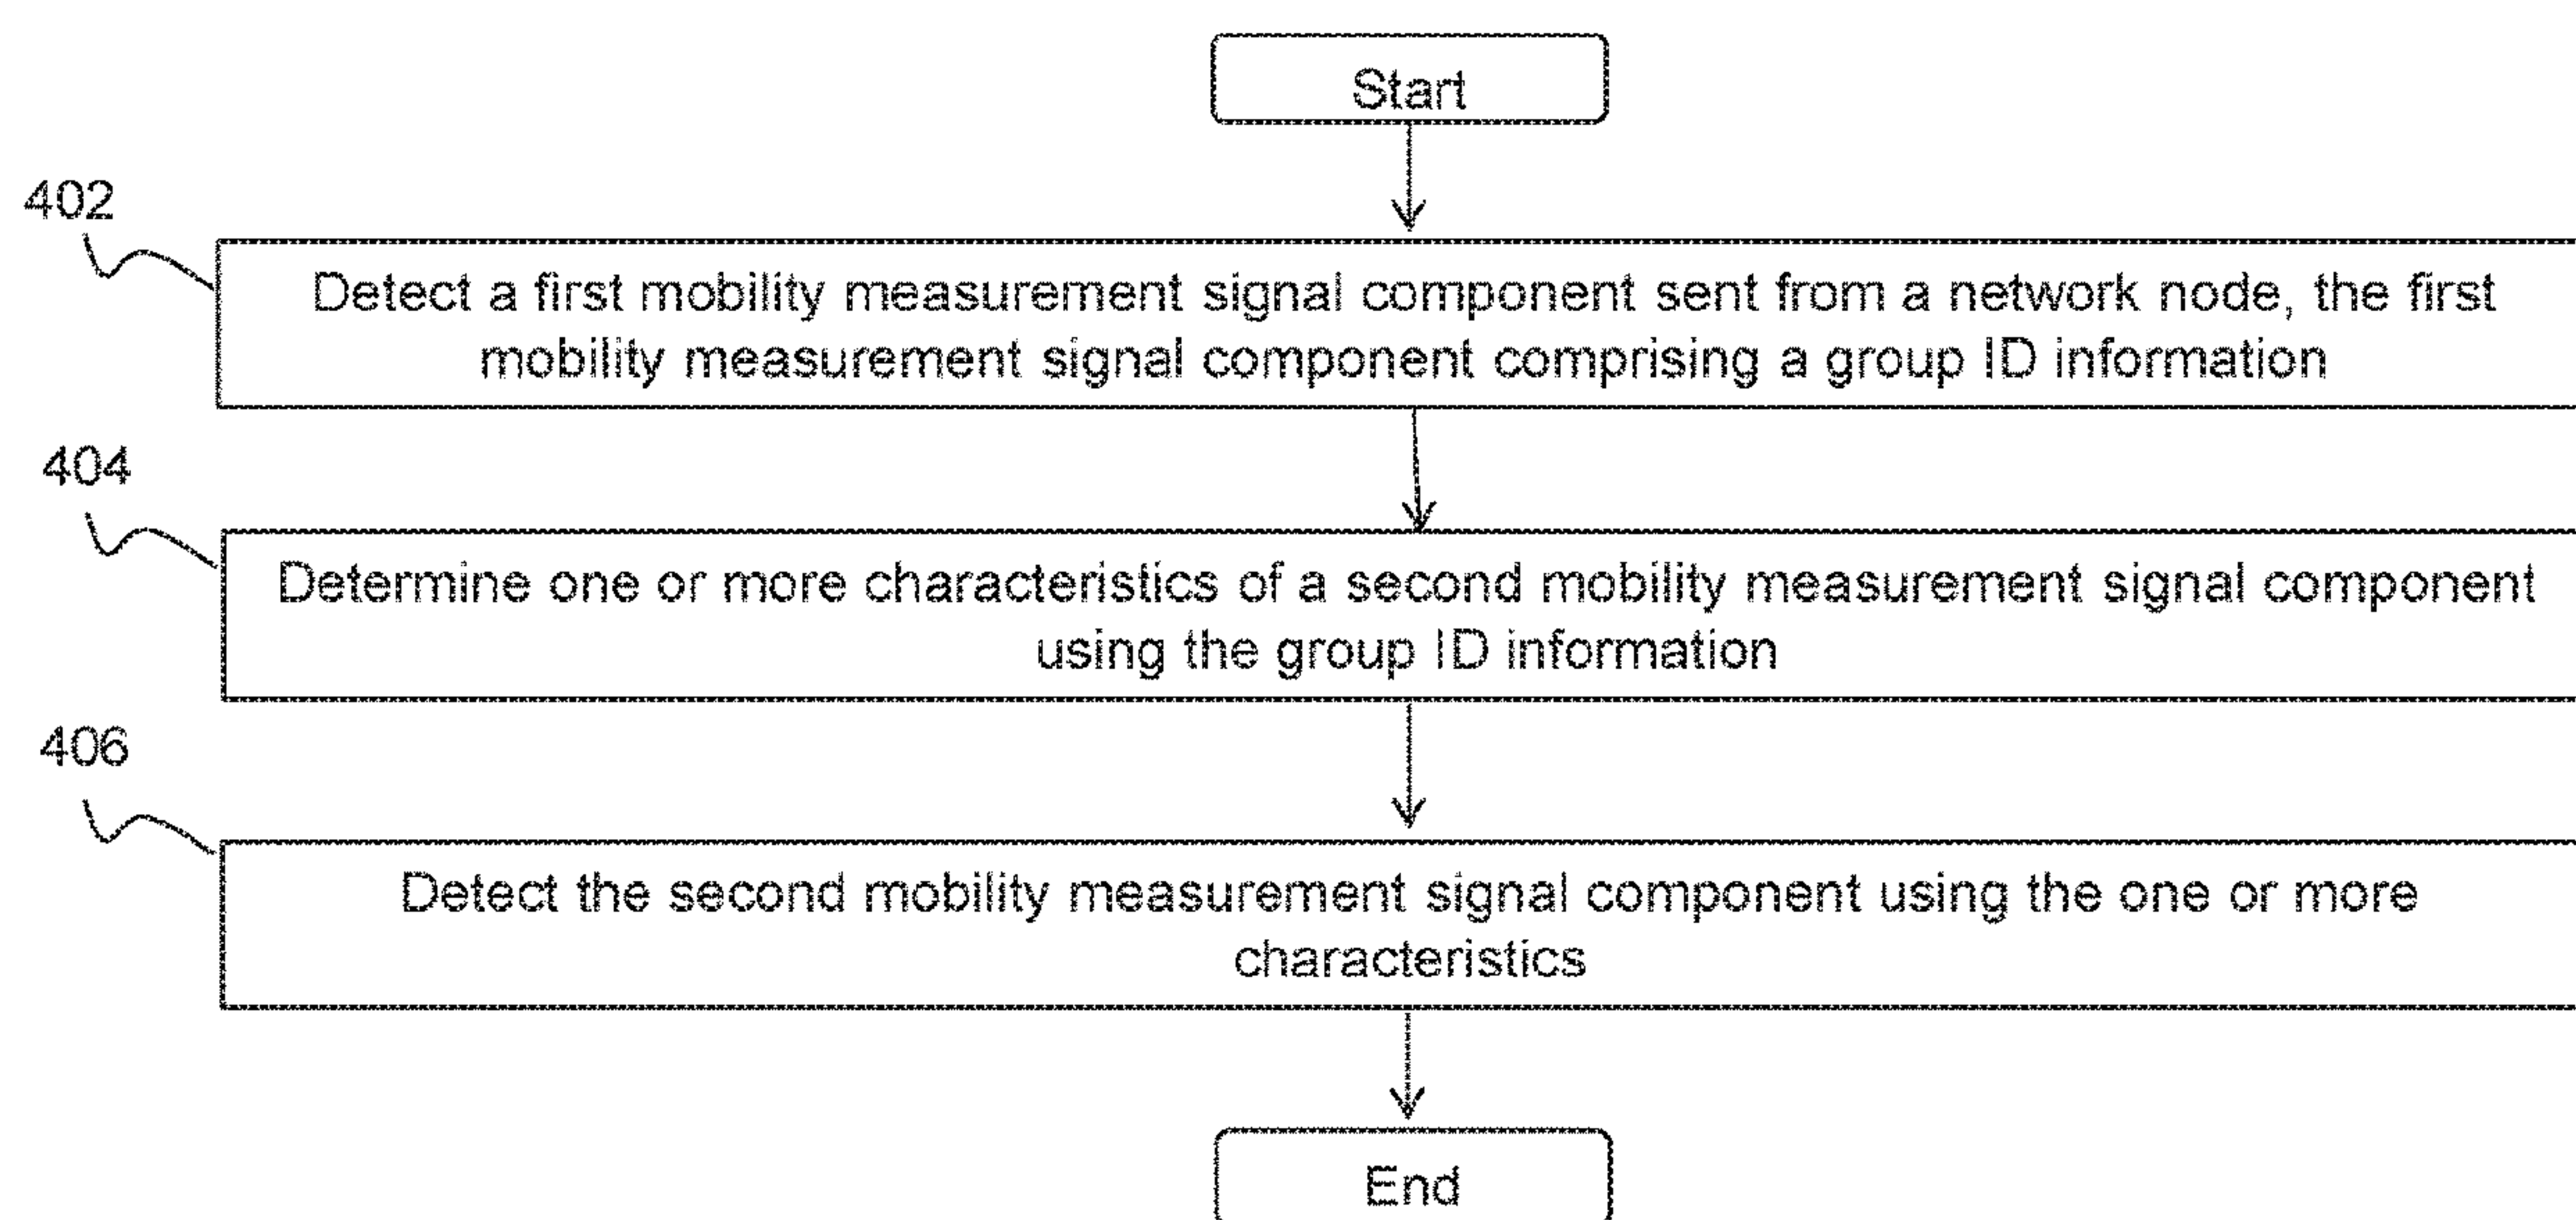 Start
402
Detect a first mobility measurement signal component sent from a network node, the first
mobility measurement signal component comprising a group ID information
404
Determine one or more characteristics of a second mobility measurement signal component
using the group ID information
406
Detect the second mobility measurement signal component using the one or more
characteristics
End